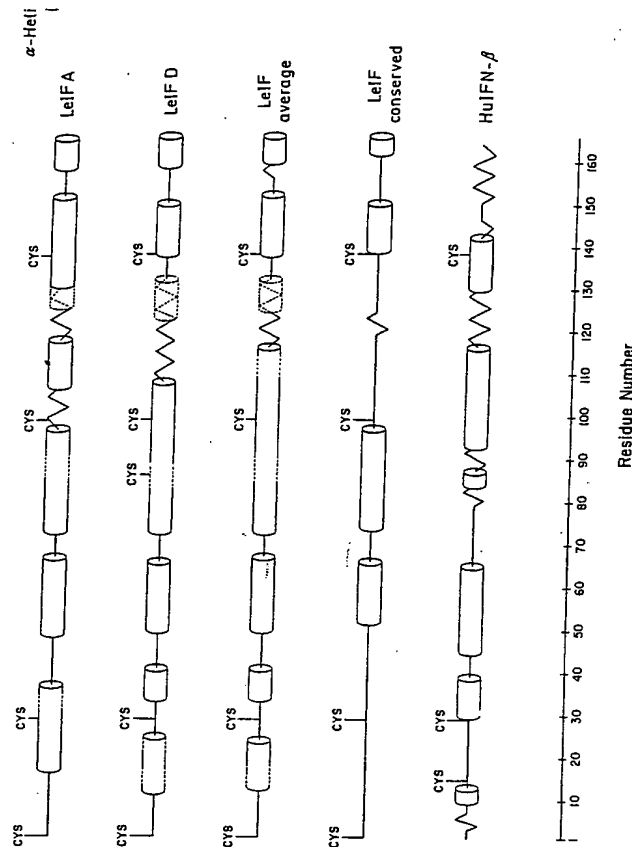 α-Heli
CYS CYS CYS CYS
LeIF A
CYS CYS CYS CYS CYS
LeIF D
CYS CYS CYS CYS
LeIF
average
CYS CYS CYS CYS
LeIF
conserved
CYS CYS CYS
HuIFN-β
1 10 20 30 40 50 60 70 80 90 100 110 120 130 140 150 160
Residue Number